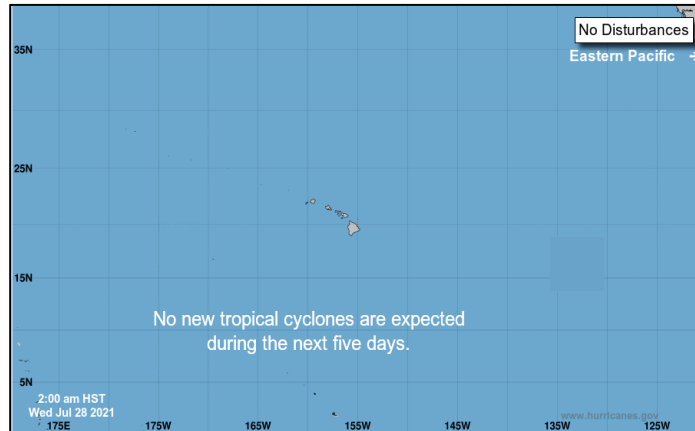 No Disturbances
Eastern Pacific →
35N
25N
15N
No new tropical cyclones are expected
during the next five days.
5N
2:00 am HST
Wed Jul 28 2021
www.hurricanes.gov
175E 175W 165W 155W 145W 135W 125W